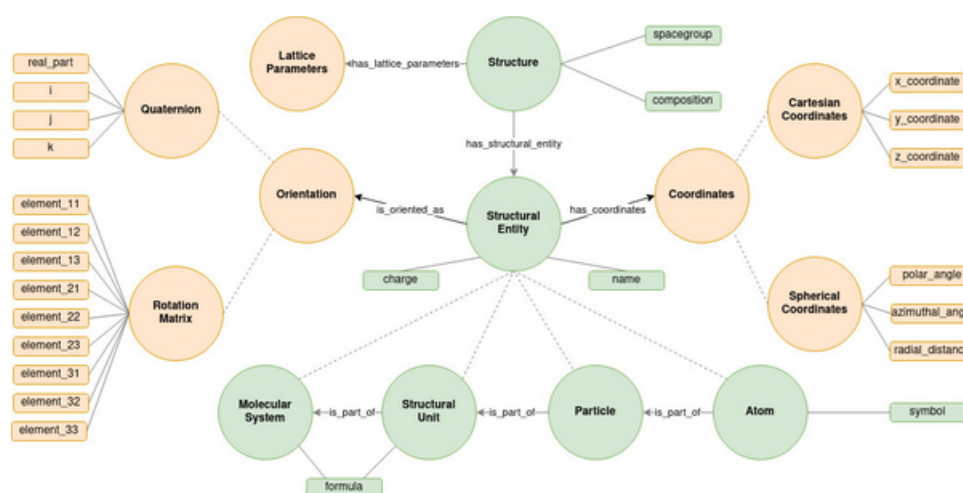 spacegroup
Lattice
Parameters
has_lattice_parameters
Structure
composition
real_part
i
j
k
Quaternion
Cartesian
Coordinates
x_coordinate
y_coordinate
z_coordinate
has_structural_entity
Orientation
is_oriented_as
Structural
Entity
has_coordinates
Coordinates
element_11
element_12
element_13
element_21
element_22
element_23
element_31
element_32
element_33
Rotation
Matrix
charge
name
Spherical
Coordinates
polar_angle
azimuthal_ang
radial_distanc
Molecular
System
is_part_of
Structural
Unit
is_part_of
Particle
is_part_of
Atom
symbol
formula